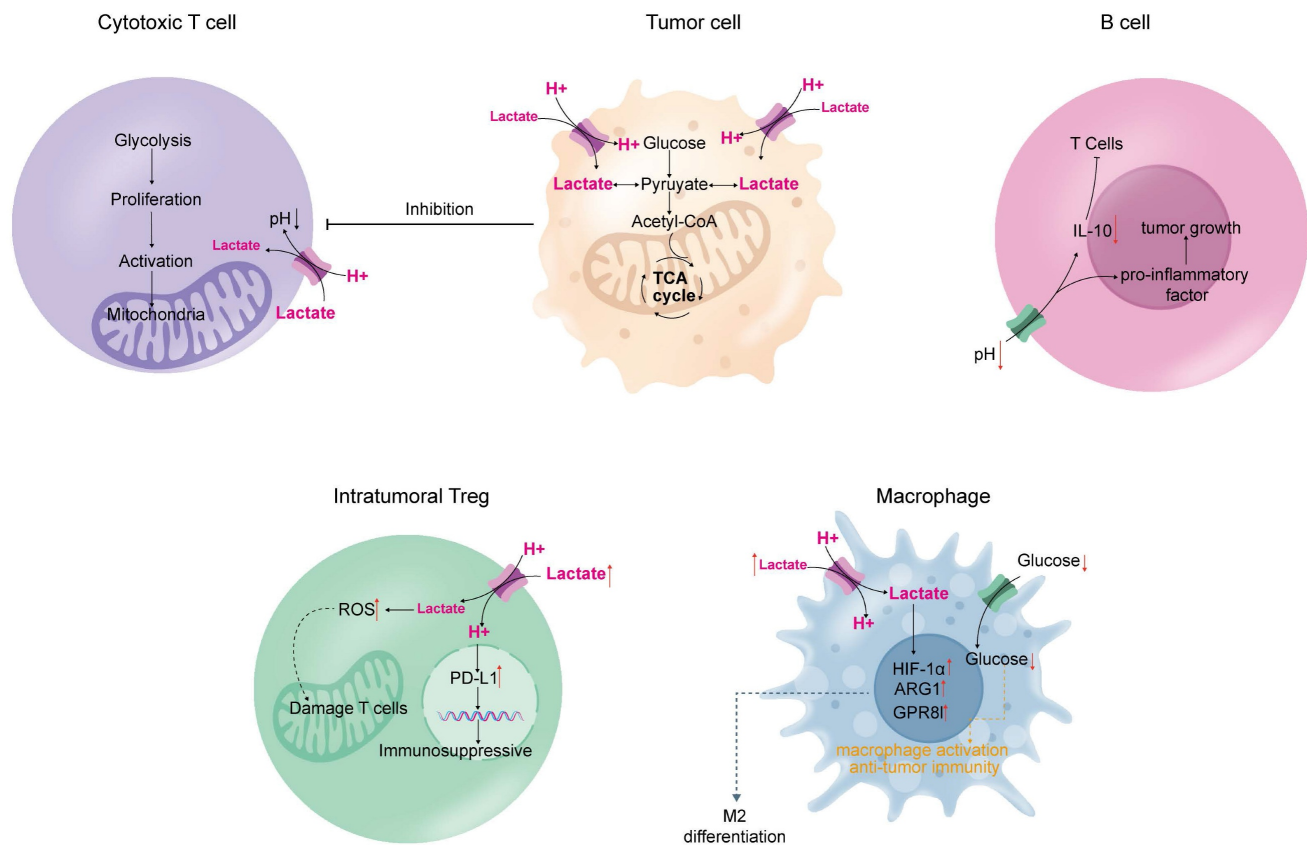 Cytotoxic T cell
Glycolysis
Proliferation
Activation
Mitochondria
pH
Lactate
H+
Lactate
Inhibition
Tumor cell
H+
Lactate
H+
Lactate
H+
Lactate
H+
Lactate
Glucose
Pyruyate
Acetyl-CoA
TCA
cycle
B cell
T Cells
IL-10
tumor growth
pro-inflammatory
factor
pH
Intratumoral Treg
H+
Lactate
Lactate
ROS
H+
PD-L1
Damage T cells
Immunosuppressive
Macrophage
H+
Lactate
Lactate
H+
Glucose
Glucose
HIF-1α
ARG1
GPR8l
macrophage activation
anti-tumor immunity
M2
differentiation